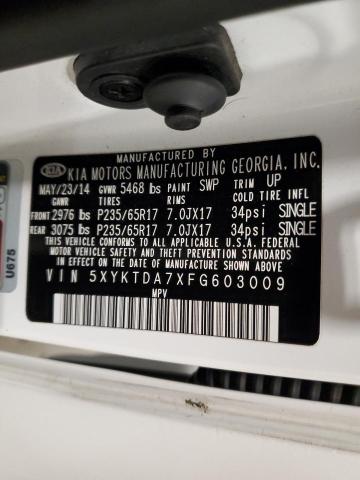 MANUFACTURED BY
KIA KIA MOTORS MANUFACTURING GEORGIA, INC.
MAY/23/14 GVWR 5468 lbs PAINT SWP TRIM UP
GAWR TIRES RIMS COLD TIRE INFL
FRONT 2976 lbs P235/65R17 7.0JX17 34psi SINGLE
REAR 3075 lbs P235/65R17 7.0JX17 34psi SINGLE
THIS VEHICLE CONFORMS TO ALL APPLICABLE U.S.A. FEDERAL
MOTOR VEHICLE SAFETY AND THEFT PREVENTION STANDARDS
IN EFFECT ON THE DATE OF MANUFACTURE SHOWN ABOVE.
VIN 5XYKTDA7XFG603009
MPV
U675